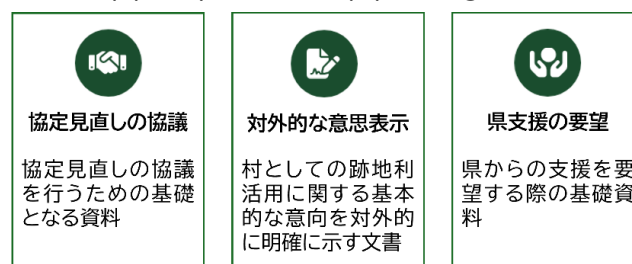 協定見直しの協議
協定見直しの協議
を行うための基礎
となる資料
対外的な意思表示
村としての跡地利
活用に関する基本
的な意向を対外的
に明確に示す文書
県支援の要望
県からの支援を要
望する際の基礎資
料